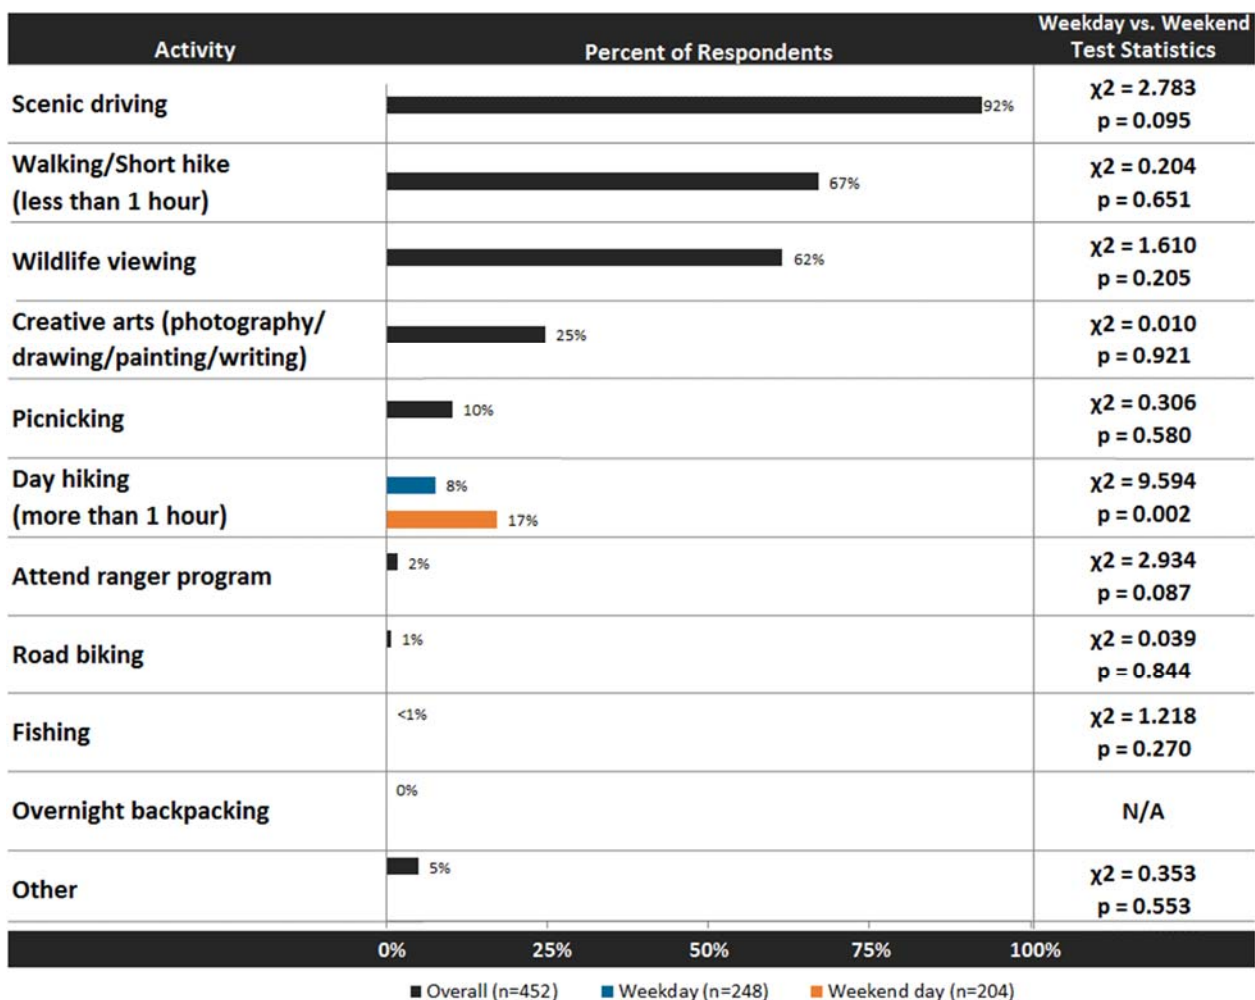 Activity
Percent of Respondents
Weekday vs. Weekend
Test Statistics
Scenic driving
92%
χ2 = 2.783
p = 0.095
Walking/Short hike
(less than 1 hour)
67%
χ2 = 0.204
p = 0.651
Wildlife viewing
62%
χ2 = 1.610
p = 0.205
Creative arts (photography/
drawing/painting/writing)
25%
χ2 = 0.010
p = 0.921
Picnicking
10%
χ2 = 0.306
p = 0.580
Day hiking
(more than 1 hour)
8%
17%
χ2 = 9.594
p = 0.002
Attend ranger program
2%
χ2 = 2.934
p = 0.087
Road biking
1%
χ2 = 0.039
p = 0.844
Fishing
<1%
χ2 = 1.218
p = 0.270
Overnight backpacking
0%
N/A
Other
5%
χ2 = 0.353
p = 0.553
0% 25% 50% 75% 100%
Overall (n=452) Weekday (n=248) Weekend day (n=204)